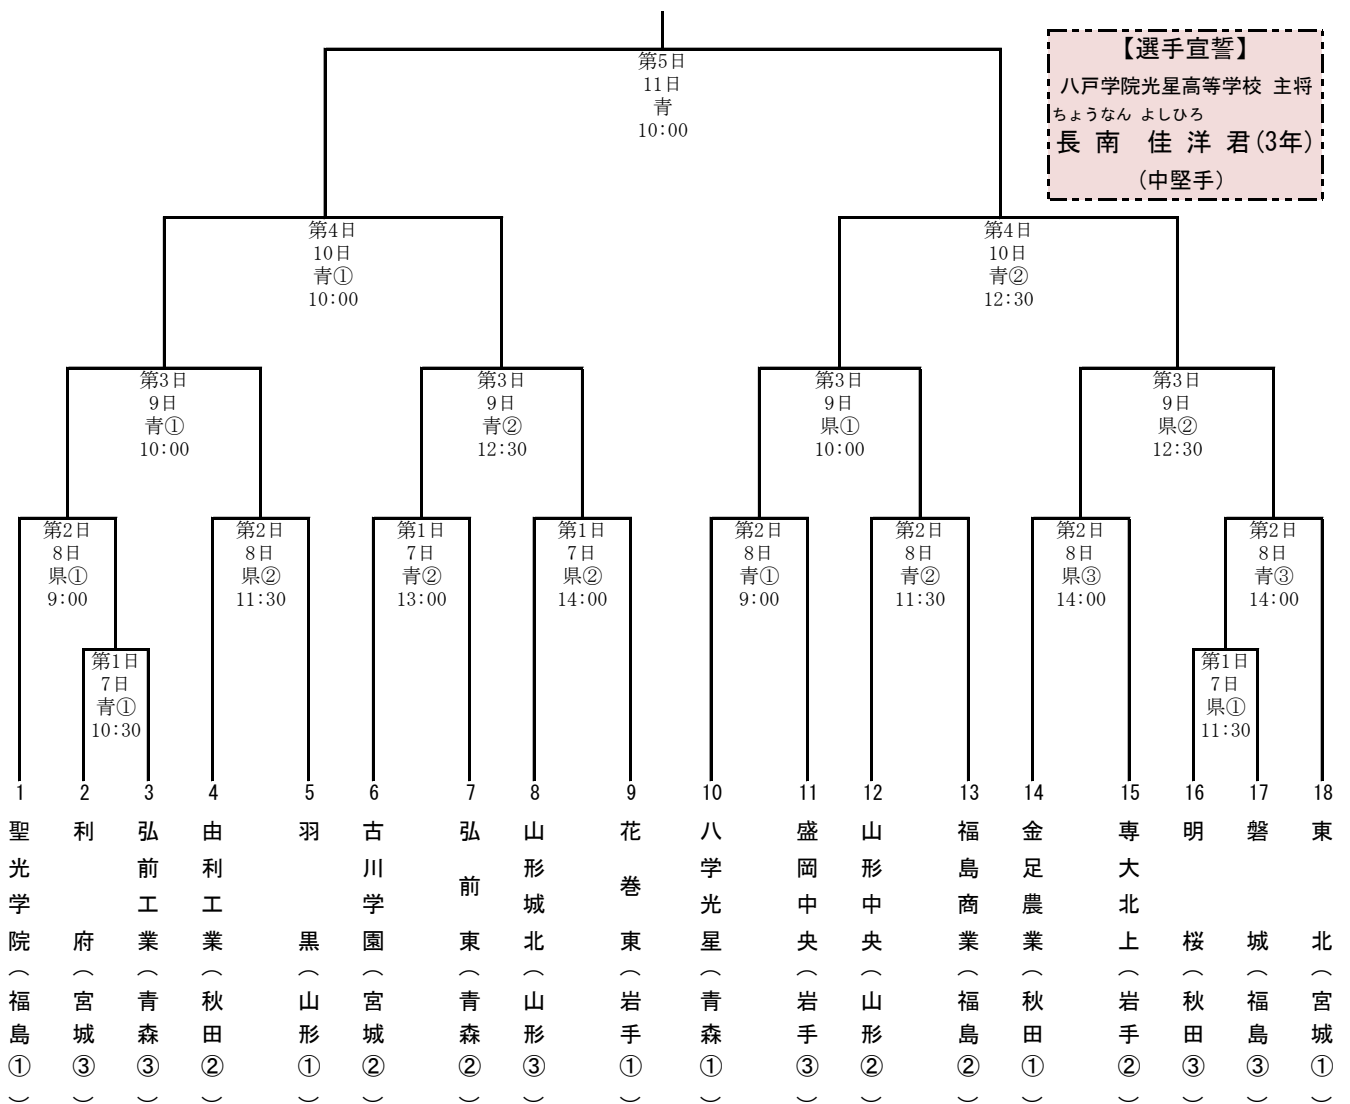 第5日
11日
青
10:00
【選手宣誓】
八戸学院光星高等学校 主将
ちょうなん よしひろ
長 南 佳 洋 君(3年)
(中堅手)
第4日
10日
青①
10:00
第4日
10日
青②
12:30
第3日
9日
青①
10:00
第3日
9日
青②
12:30
第3日
9日
県①
10:00
第3日
9日
県②
12:30
第2日
8日
県①
9:00
第2日
8日
県②
11:30
第1日
7日
青②
13:00
第1日
7日
県②
14:00
第2日
8日
青①
9:00
第2日
8日
青②
11:30
第2日
8日
県③
14:00
第2日
8日
青③
14:00
第1日
7日
青①
10:30
第1日
7日
県①
11:30
1 聖光学院(福島①)
2 利府(宮城③)
3 弘前工業(青森③)
4 由利工業(秋田②)
5 羽黒(山形①)
6 古川学園(宮城②)
7 弘前東(青森②)
8 山形城北(山形③)
9 花巻東(岩手①)
10 八学光星(青森①)
11 盛岡中央(岩手③)
12 山形中央(山形②)
13 福島商業(福島②)
14 金足農業(秋田①)
15 専大北上(岩手②)
16 明桜(秋田③)
17 磐城(福島③)
18 東北(宮城①)